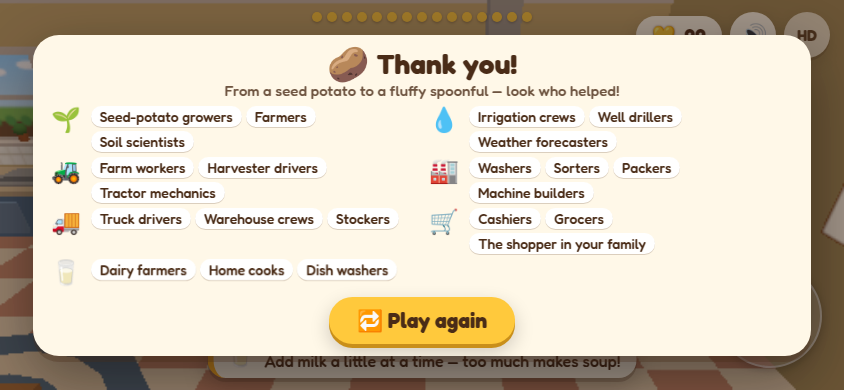 HD
Thank you!
From a seed potato to a fluffy spoonful – look who helped!
Seed-potato growers Farmers
Soil scientists
Irrigation crews Well drillers
Weather forecasters
Farm workers Harvester drivers
Tractor mechanics
Washers Sorters Packers
Machine builders
Truck drivers Warehouse crews Stockers
Cashiers Grocers
The shopper in your family
Dairy farmers Home cooks Dish washers
Play again
Add milk a little at a time – too much makes soup!